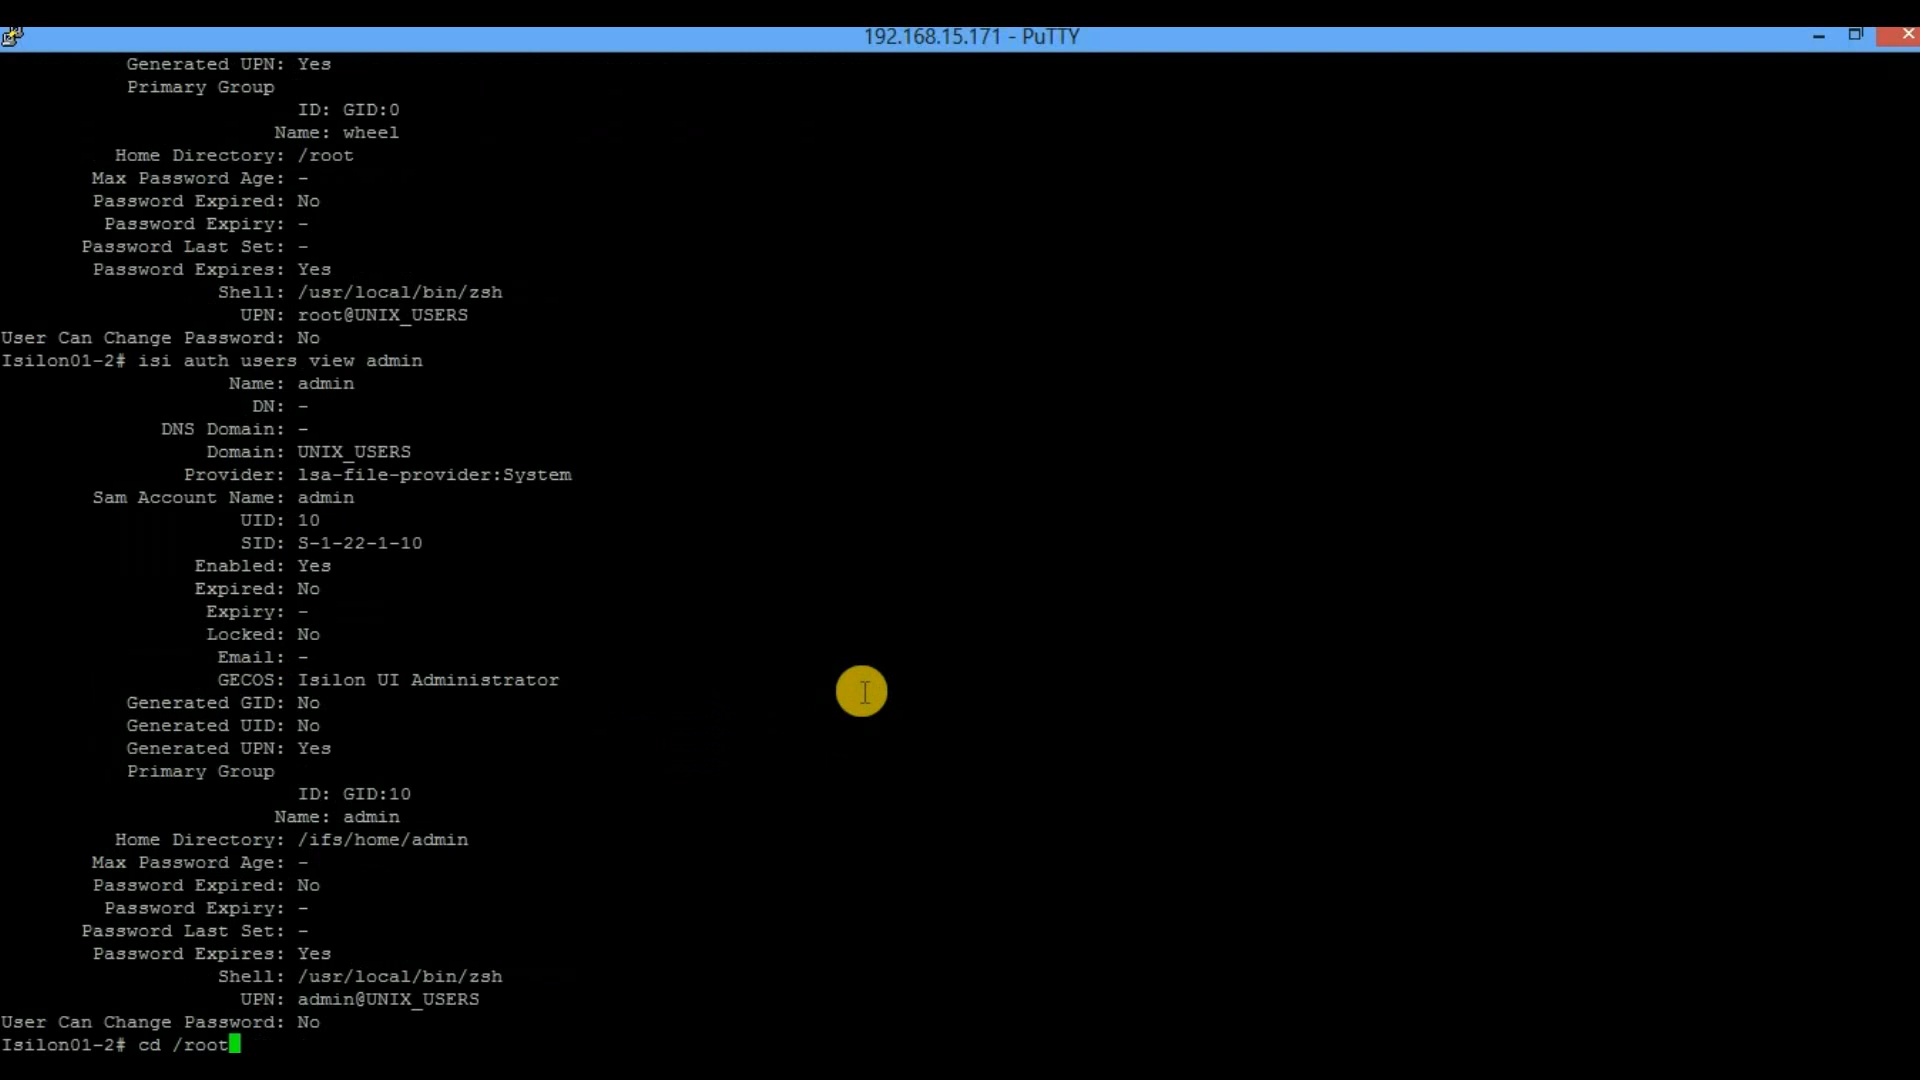 192.168.15.171 - PuTTY
Generated UPN: Yes
Primary Group
ID: GID:0
Name: wheel
Home Directory: /root
Max Password Age: -
Password Expired: No
Password Expiry: -
Password Last Set: -
Password Expires: Yes
Shell: /usr/local/bin/zsh
UPN: root@UNIX_USERS
User Can Change Password: No
Isilon01-2# isi auth users view admin
Name: admin
DN: -
DNS Domain: -
Domain: UNIX_USERS
Provider: lsa-file-provider:System
Sam Account Name: admin
UID: 10
SID: S-1-22-1-10
Enabled: Yes
Expired: No
Expiry: -
Locked: No
Email: -
GECOS: Isilon UI Administrator
Generated GID: No
Generated UID: No
Generated UPN: Yes
Primary Group
ID: GID:10
Name: admin
Home Directory: /ifs/home/admin
Max Password Age: -
Password Expired: No
Password Expiry: -
Password Last Set: -
Password Expires: Yes
Shell: /usr/local/bin/zsh
UPN: admin@UNIX_USERS
User Can Change Password: No
Isilon01-2# cd /root